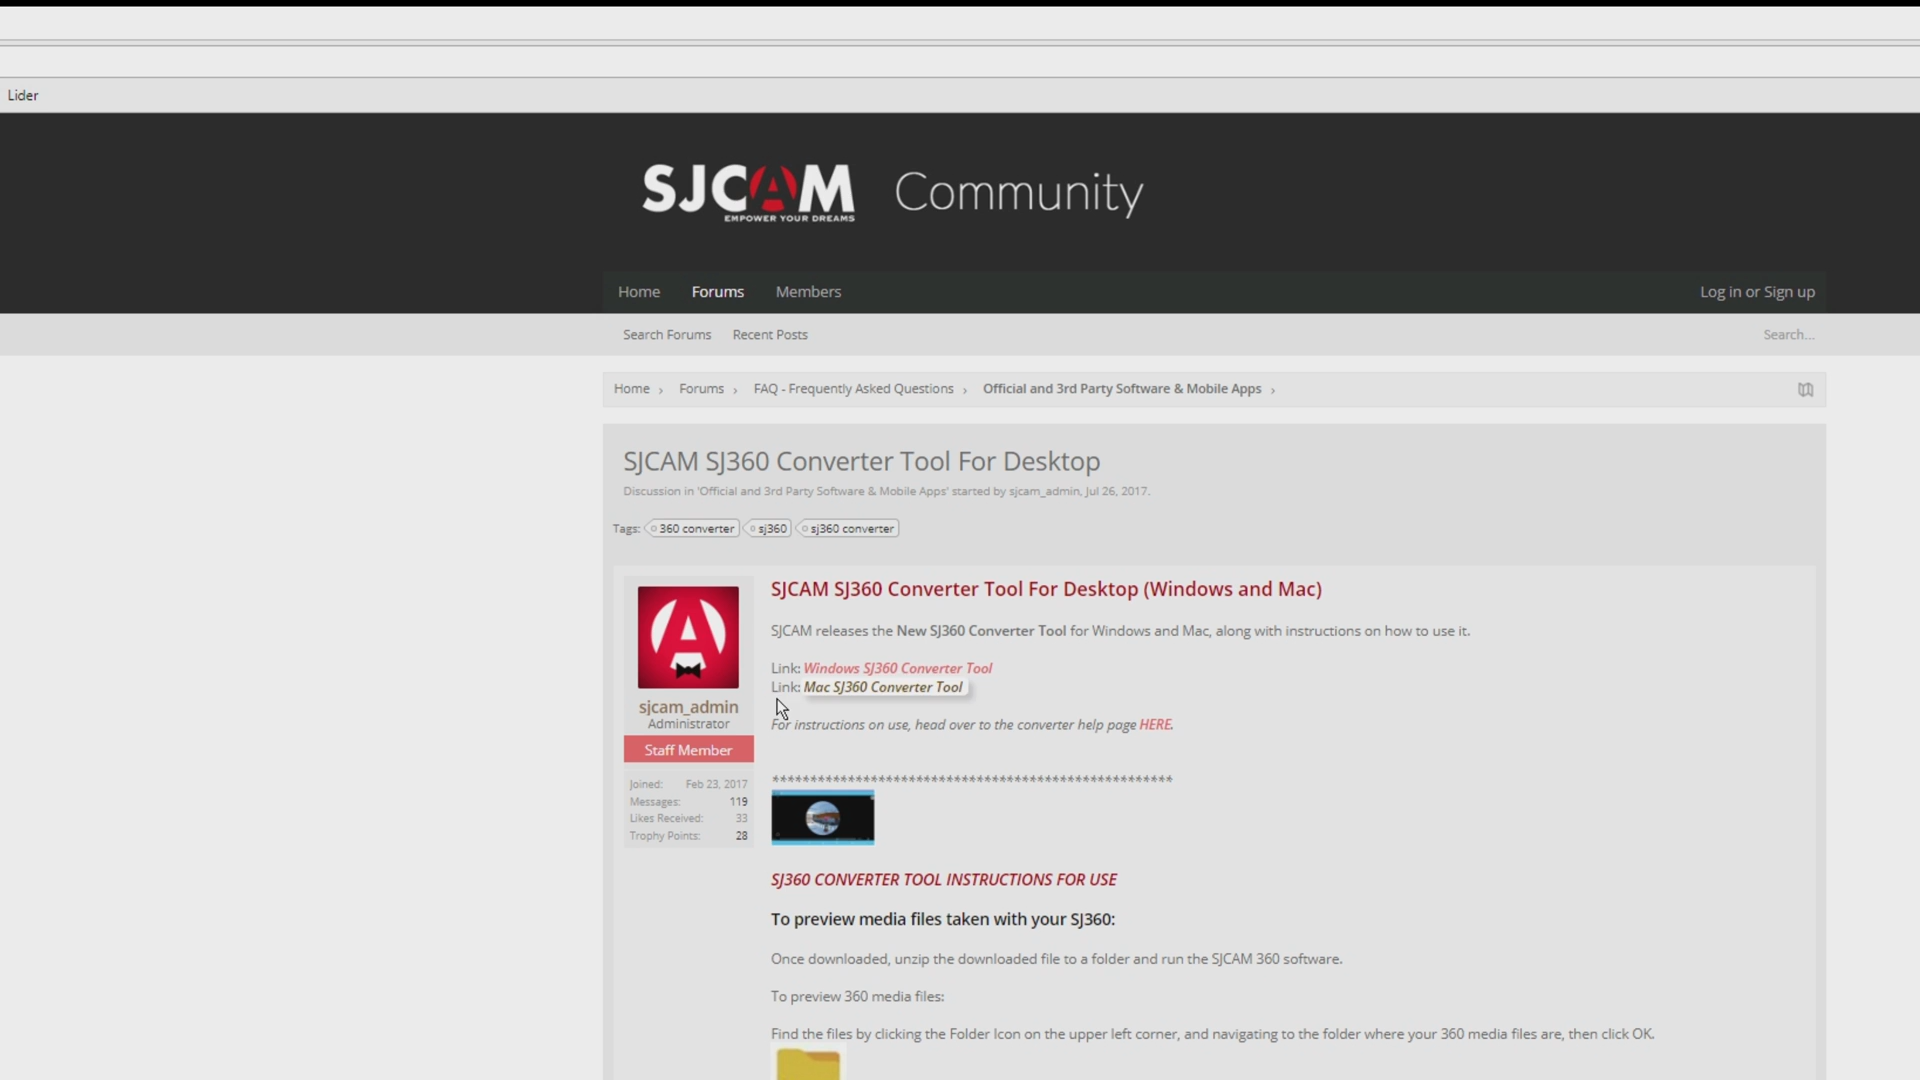 Lider
SJCAM
EMPOWER YOUR DREAMS
Community
Home Forums Members Log in or Sign up
Search Forums Recent Posts Search...
Home › Forums › FAQ - Frequently Asked Questions › Official and 3rd Party Software & Mobile Apps ›
SJCAM SJ360 Converter Tool For Desktop
Discussion in 'Official and 3rd Party Software & Mobile Apps' started by sjcam_admin, Jul 26, 2017.
Tags: 360 converter sj360 sj360 converter
sjcam_admin
Administrator
Staff Member
Joined: Feb 23, 2017
Messages: 119
Likes Received: 33
Trophy Points: 28
SJCAM SJ360 Converter Tool For Desktop (Windows and Mac)
SJCAM releases the New SJ360 Converter Tool for Windows and Mac, along with instructions on how to use it.
Link: Windows SJ360 Converter Tool
Link: Mac SJ360 Converter Tool
For instructions on use, head over to the converter help page HERE.
*****************************************************
SJ360 CONVERTER TOOL INSTRUCTIONS FOR USE
To preview media files taken with your SJ360:
Once downloaded, unzip the downloaded file to a folder and run the SJCAM 360 software.
To preview 360 media files:
Find the files by clicking the Folder Icon on the upper left corner, and navigating to the folder where your 360 media files are, then click OK.